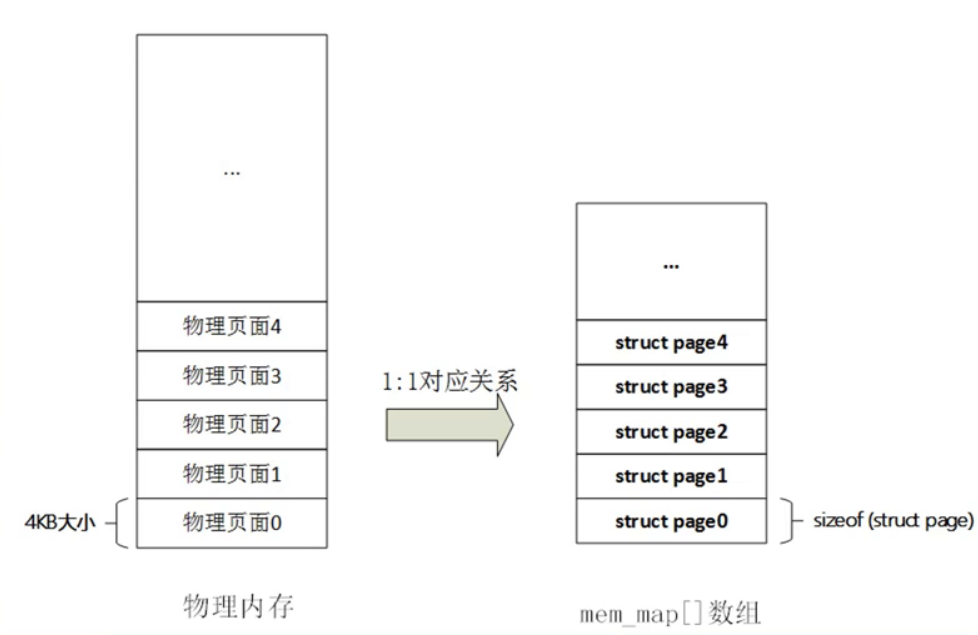 ...
物理页面4
物理页面3
物理页面2
物理页面1
物理页面0
4KB大小
物理内存
1:1对应关系
...
struct page4
struct page3
struct page2
struct page1
struct page0
sizeof (struct page)
mem_map[]数组